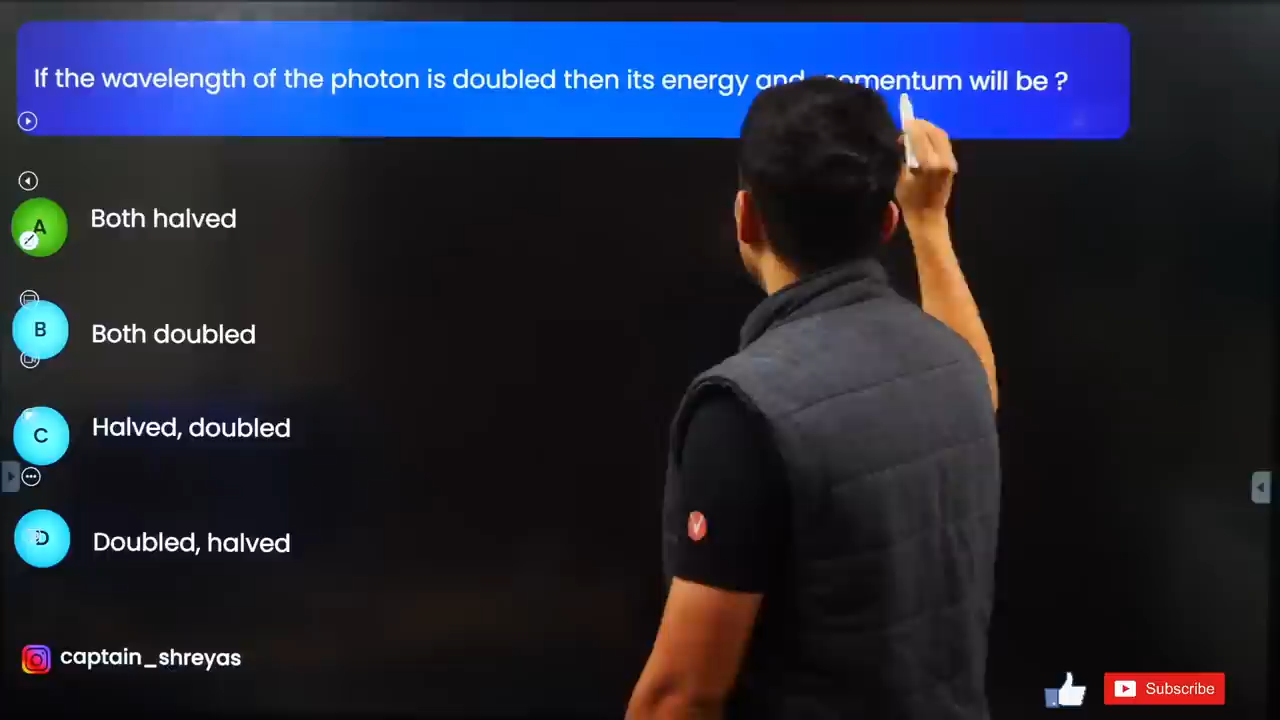 If the wavelength of the photon is doubled then its energy and momentum will be ?
A
Both halved
B
Both doubled
C
Halved, doubled
D
Doubled, halved
captain_shreyas
Subscribe